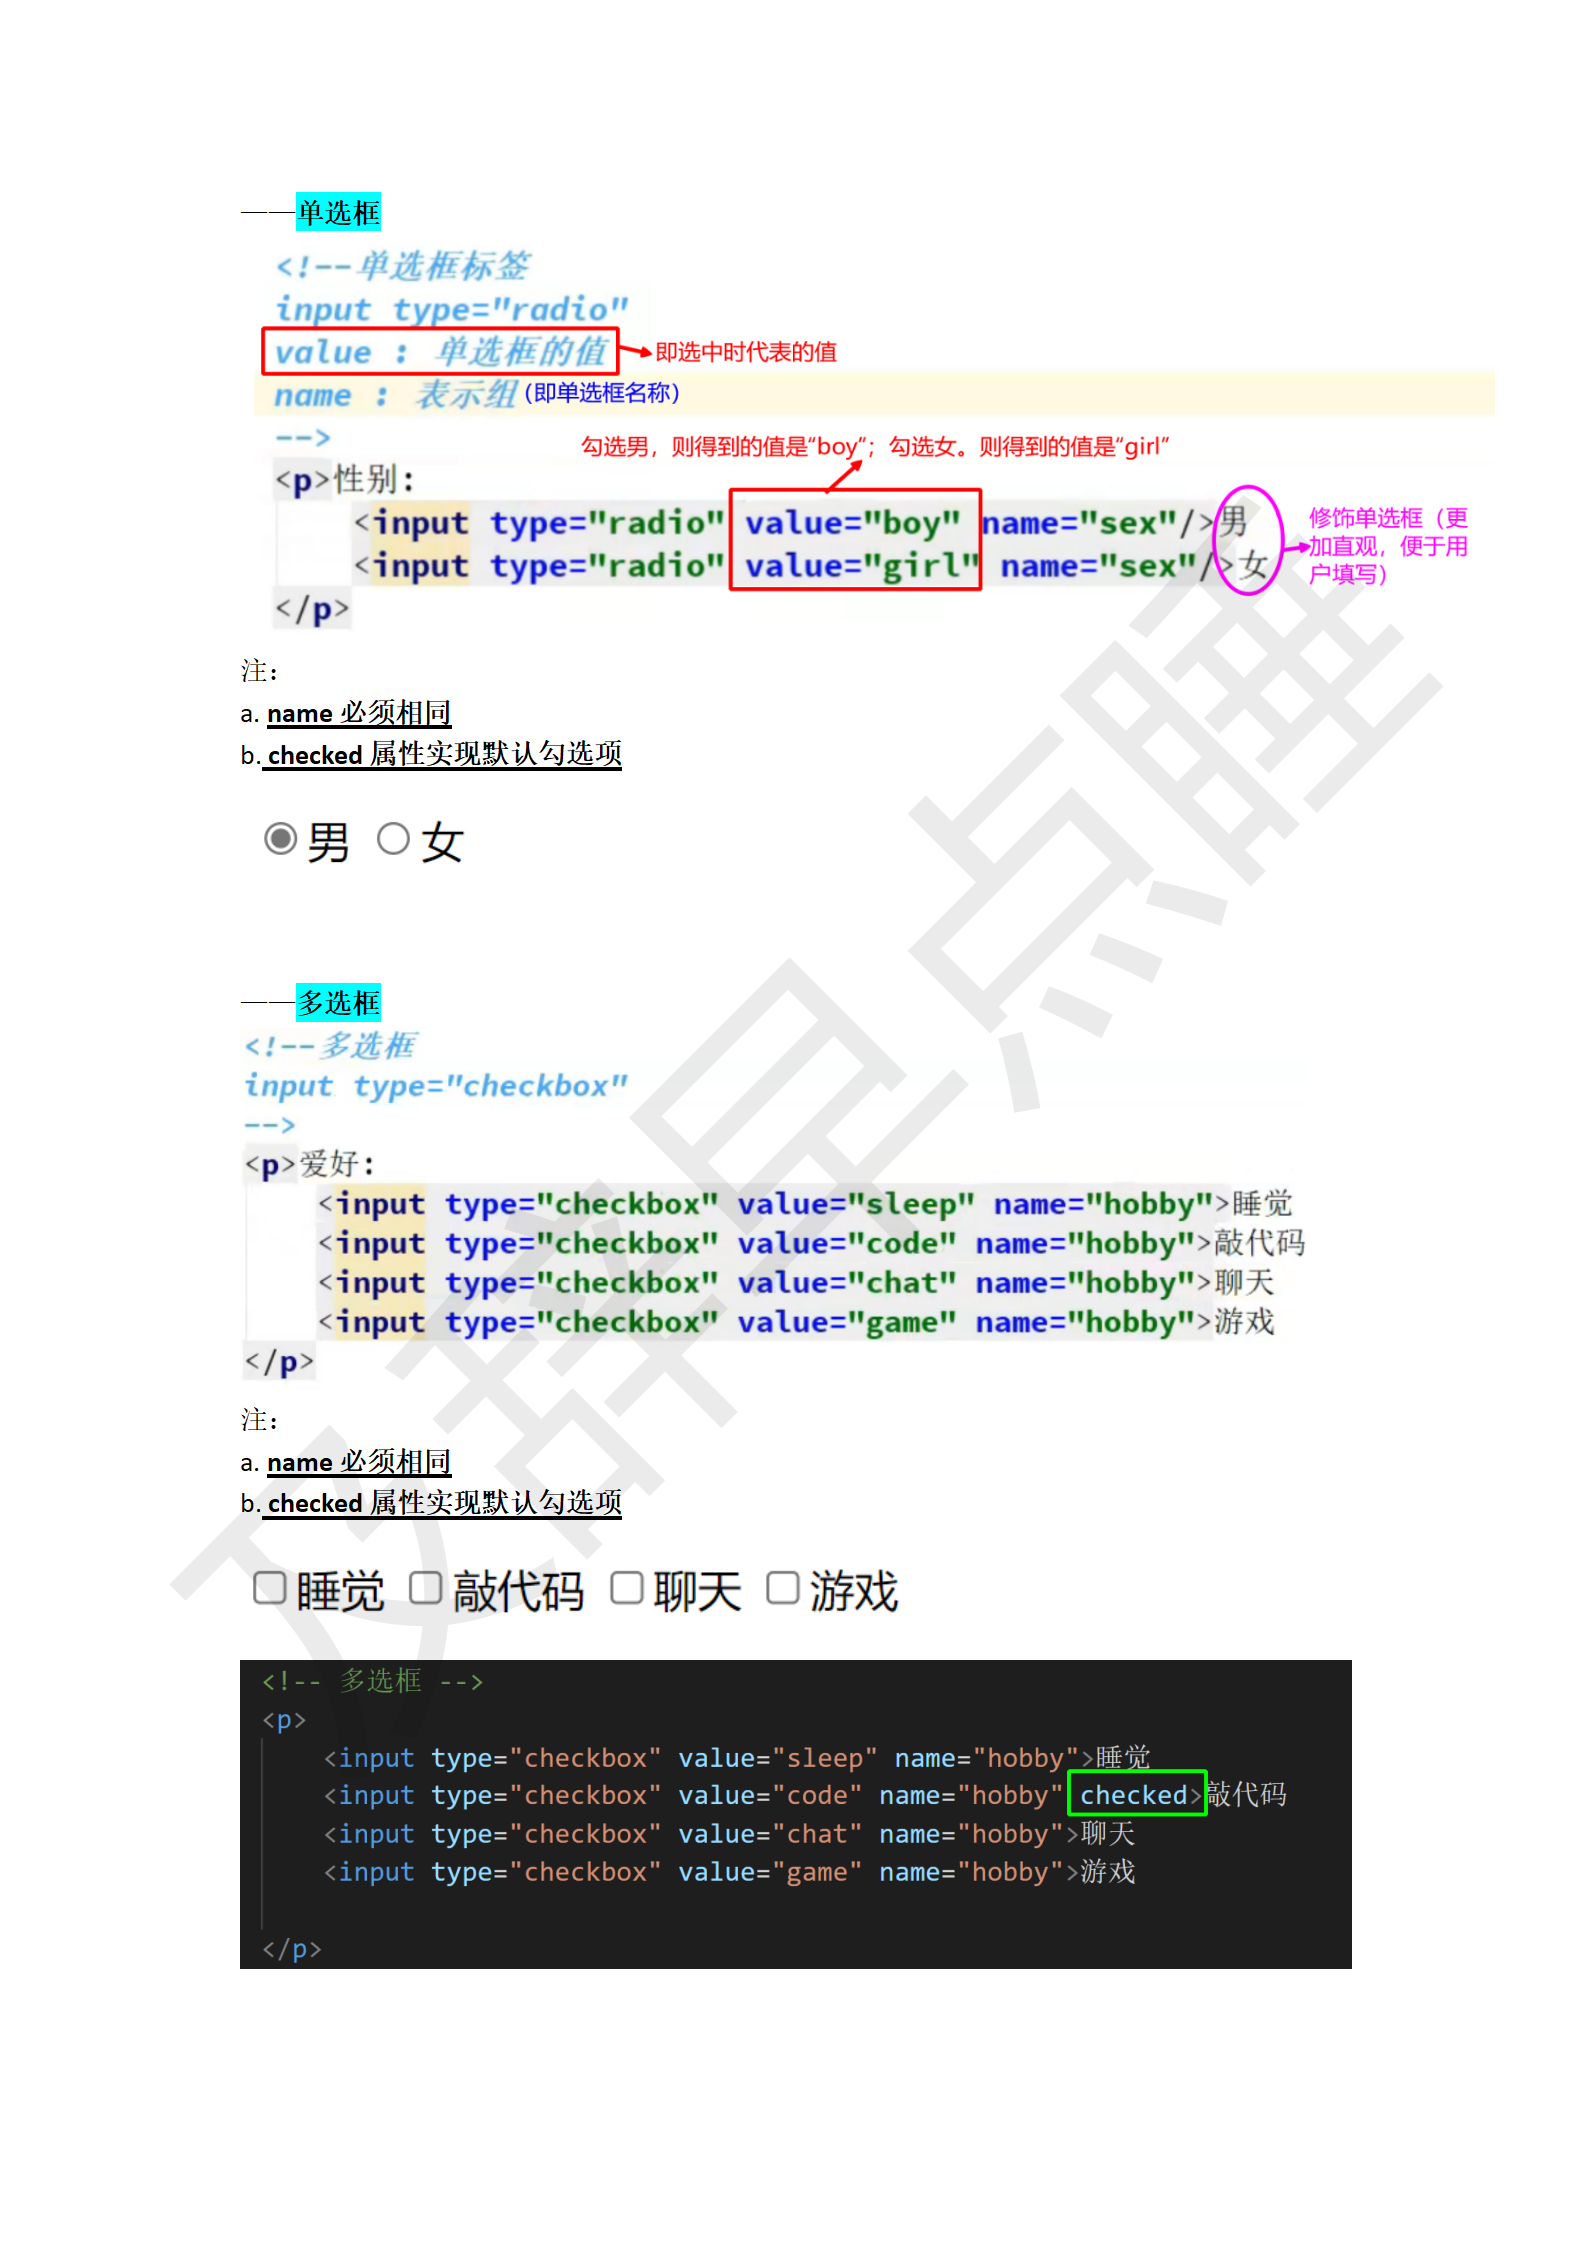 ——单选框
<!--单选框标签
input type="radio"
value : 单选框的值 即选中时代表的值
name : 表示组(即单选框名称)
-->
勾选男，则得到的值是“boy”；勾选女。则得到的值是“girl”
<p>性别:
<input type="radio" value="boy" name="sex"/>男
<input type="radio" value="girl" name="sex"/>女
</p>
修饰单选框（更
加直观，便于用
户填写）
注：
a. name 必须相同
b. checked 属性实现默认勾选项
男 女
——多选框
<!--多选框
input type="checkbox"
-->
<p>爱好:
<input type="checkbox" value="sleep" name="hobby">睡觉
<input type="checkbox" value="code" name="hobby">敲代码
<input type="checkbox" value="chat" name="hobby">聊天
<input type="checkbox" value="game" name="hobby">游戏
</p>
注：
a. name 必须相同
b. checked 属性实现默认勾选项
睡觉 敲代码 聊天 游戏
<!-- 多选框 -->
<p>
<input type="checkbox" value="sleep" name="hobby">睡觉
<input type="checkbox" value="code" name="hobby" checked>敲代码
<input type="checkbox" value="chat" name="hobby">聊天
<input type="checkbox" value="game" name="hobby">游戏
</p>
及辞早点睡